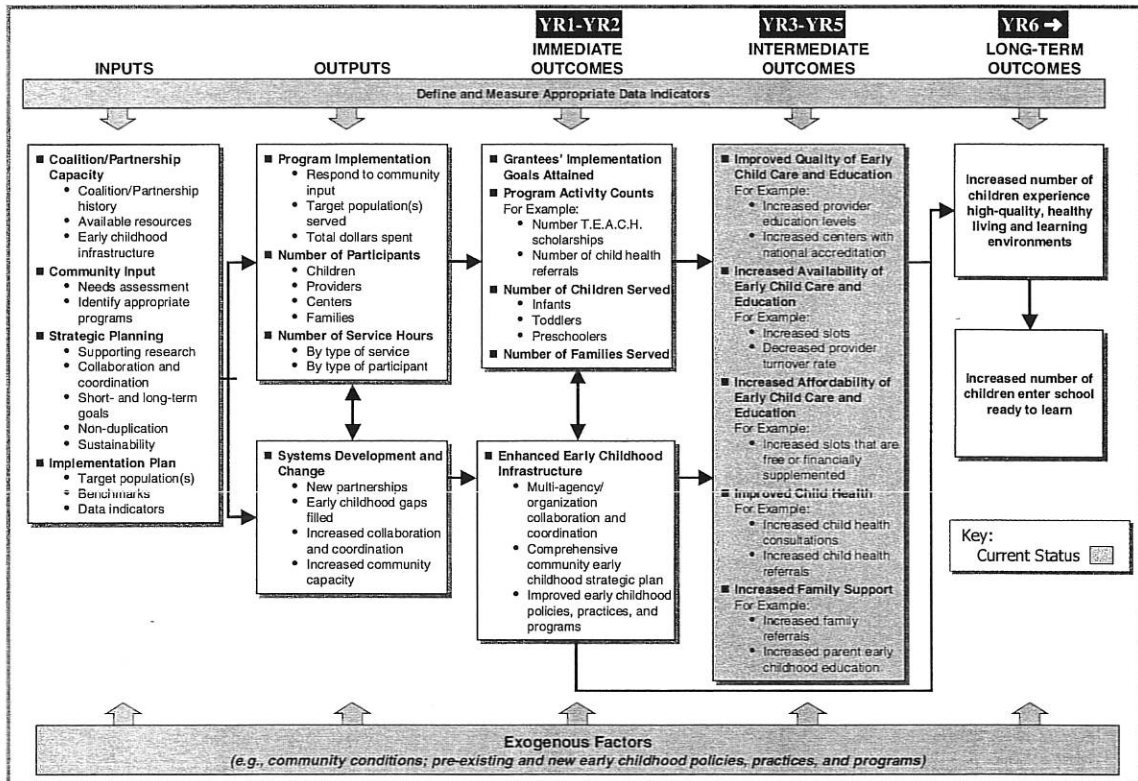 YR1-YR2
YR3-YR5
YR6 ➔
INPUTS
OUTPUTS
IMMEDIATE
OUTCOMES
INTERMEDIATE
OUTCOMES
LONG-TERM
OUTCOMES
Define and Measure Appropriate Data Indicators
■ Coalition/Partnership
Capacity
• Coalition/Partnership
history
• Available resources
• Early childhood
infrastructure
■ Community Input
• Needs assessment
• Identify appropriate
programs
■ Strategic Planning
• Supporting research
• Collaboration and
coordination
• Short- and long-term
goals
• Non-duplication
• Sustainability
■ Implementation Plan
• Target population(s)
• Benchmarks
• Data indicators
■ Program Implementation
• Respond to community
input
• Target population(s)
served
• Total dollars spent
■ Number of Participants
• Children
• Providers
• Centers
• Families
■ Number of Service Hours
• By type of service
• By type of participant
■ Systems Development and
Change
• New partnerships
• Early childhood gaps
filled
• Increased collaboration
and coordination
• Increased community
capacity
■ Grantees' Implementation
Goals Attained
■ Program Activity Counts
For Example:
• Number T.E.A.C.H.
scholarships
• Number of child health
referrals
■ Number of Children Served
• Infants
• Toddlers
• Preschoolers
■ Number of Families Served
■ Enhanced Early Childhood
Infrastructure
• Multi-agency/
organization
collaboration and
coordination
• Comprehensive
community early
childhood strategic plan
• Improved early childhood
policies, practices, and
programs
■ Improved Quality of Early
Child Care and Education
For Example:
• Increased provider
education levels
• Increased centers with
national accreditation
■ Increased Availability of
Early Child Care and
Education
For Example:
• Increased slots
• Decreased provider
turnover rate
■ Increased Affordability of
Early Child Care and
Education
For Example:
• Increased slots that are
free or financially
supplemented
■ Improved Child Health
For Example:
• Increased child health
consultations
• Increased child health
referrals
■ Increased Family Support
For Example:
• Increased family
referrals
• Increased parent early
childhood education
Increased number of
children experience
high-quality, healthy
living and learning
environments
Increased number of
children enter school
ready to learn
Key:
Current Status
Exogenous Factors
(e.g., community conditions; pre-existing and new early childhood policies, practices, and programs)